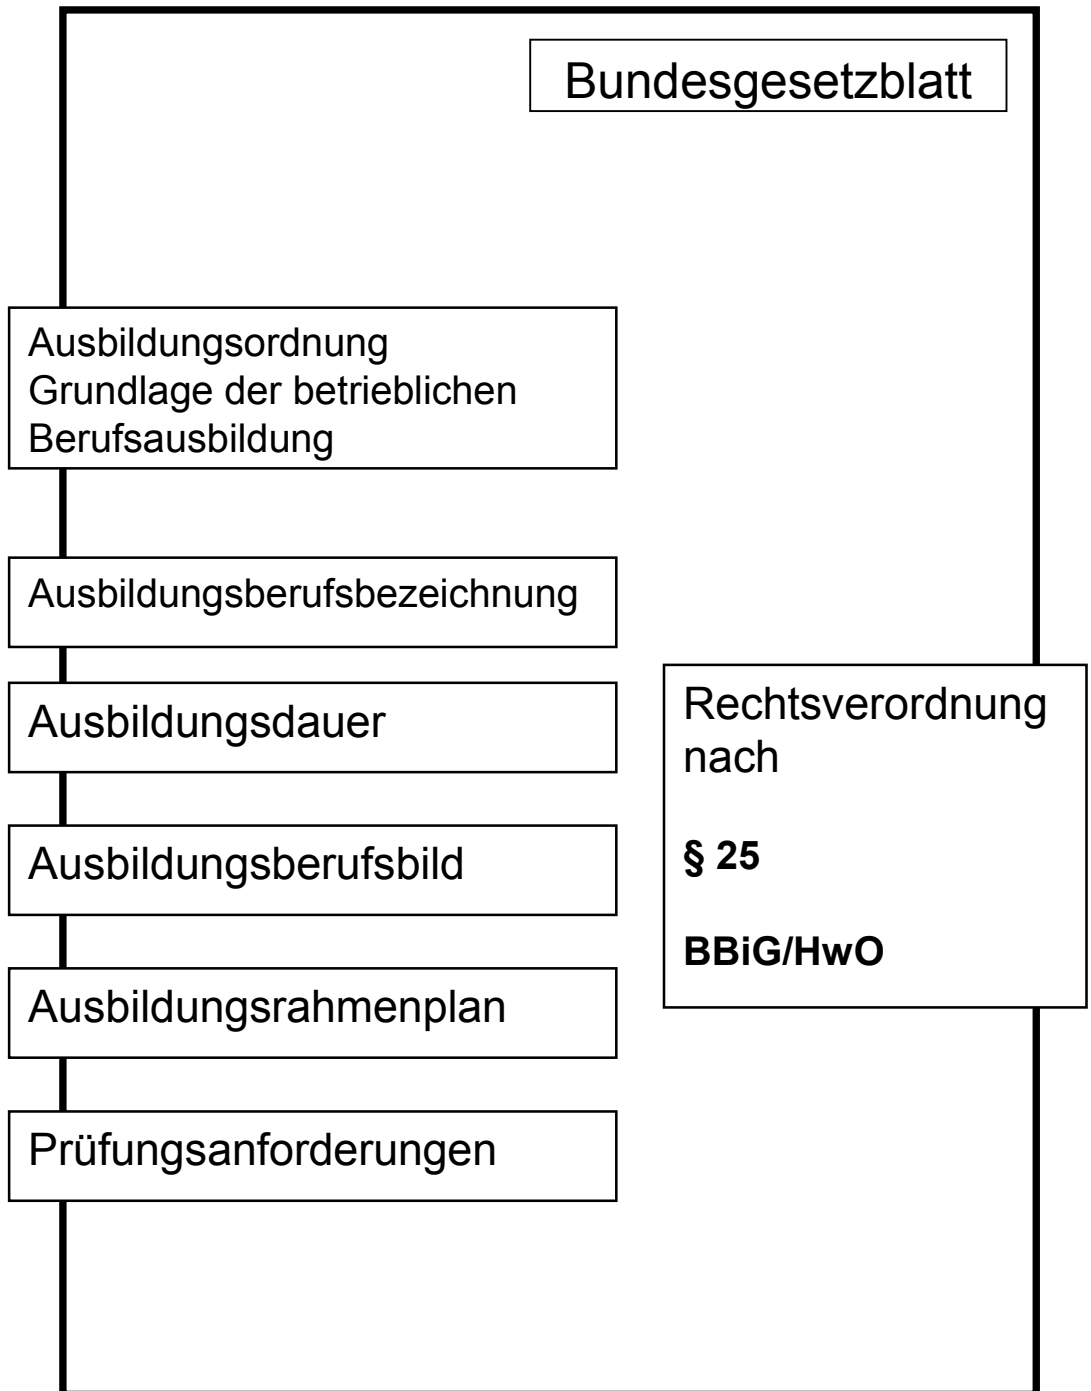 Bundesgesetzblatt
Ausbildungsordnung
Grundlage der betrieblichen
Berufsausbildung
Ausbildungsberufsbezeichnung
Ausbildungsdauer
Ausbildungsberufsbild
Ausbildungsrahmenplan
Prüfungsanforderungen
Rechtsverordnung
nach
§ 25
BBiG/HwO